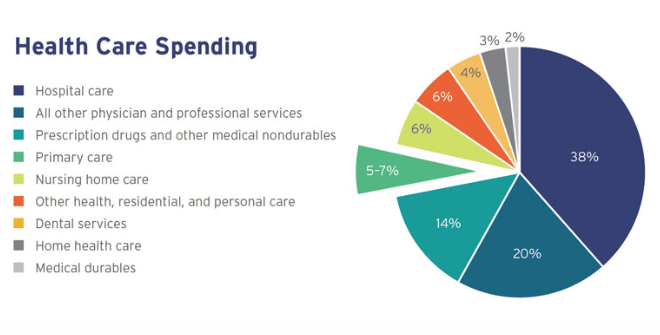 Health Care Spending
Hospital care
All other physician and professional services
Prescription drugs and other medical nondurables
Primary care
Nursing home care
Other health, residential, and personal care
Dental services
Home health care
Medical durables
2%
3%
4%
6%
6%
5-7%
14%
20%
38%